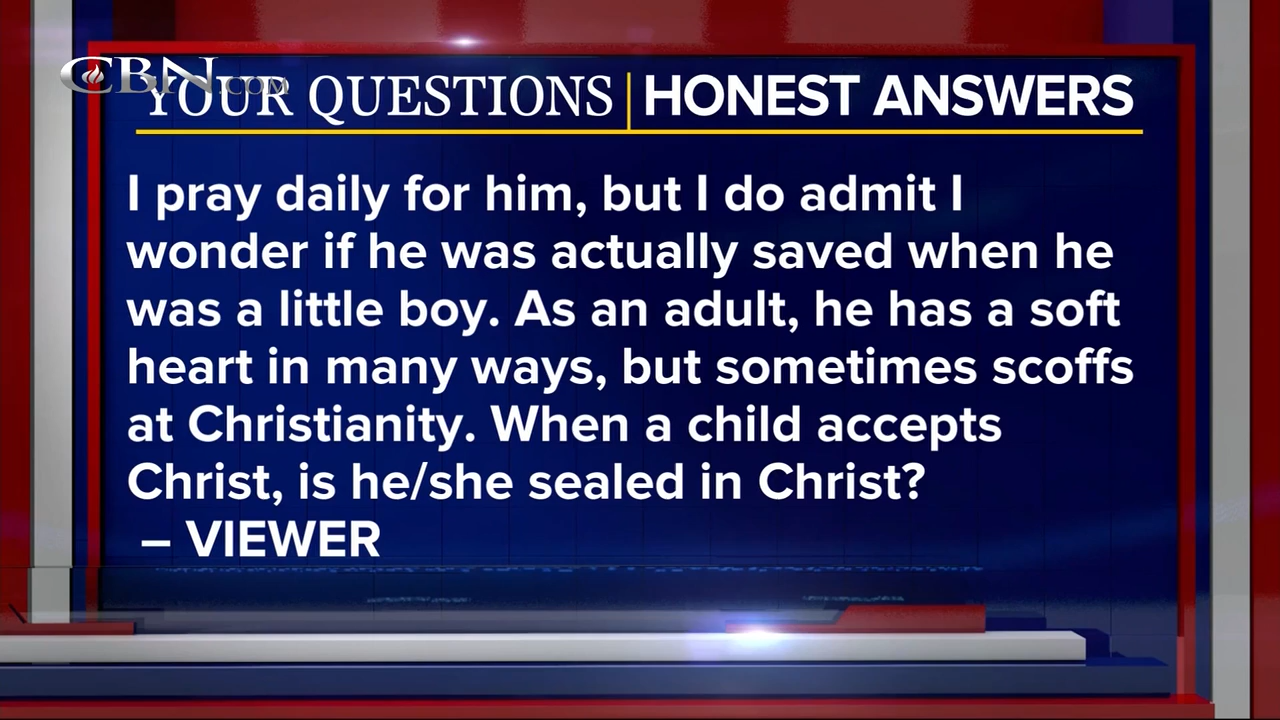 CBN.COM
YOUR QUESTIONS | HONEST ANSWERS
I pray daily for him, but I do admit I
wonder if he was actually saved when he
was a little boy. As an adult, he has a soft
heart in many ways, but sometimes scoffs
at Christianity. When a child accepts
Christ, is he/she sealed in Christ?
– VIEWER